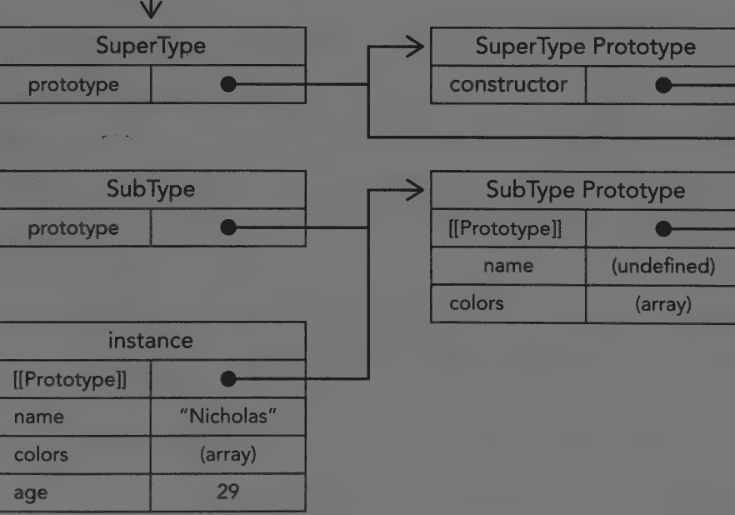 SuperType
prototype
SuperType Prototype
constructor
SubType
prototype
SubType Prototype
[[Prototype]]
name (undefined)
colors (array)
instance
[[Prototype]]
name “Nicholas”
colors (array)
age 29